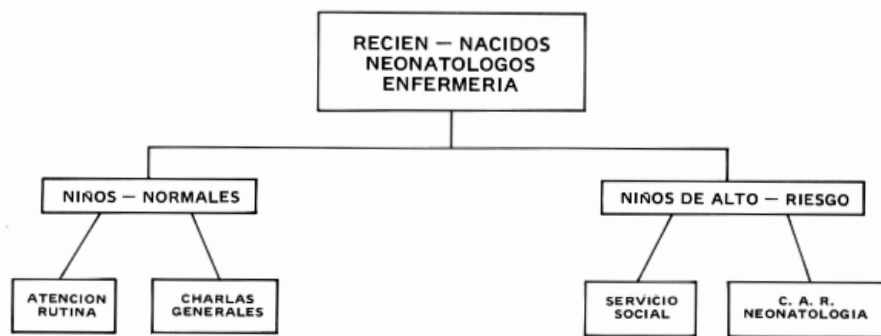 RECIEN — NACIDOS
NEONATOLOGOS
ENFERMERIA
NIÑOS — NORMALES
NIÑOS DE ALTO — RIESGO
ATENCION
RUTINA
CHARLAS
GENERALES
SERVICIO
SOCIAL
C. A. R.
NEONATOLOGIA